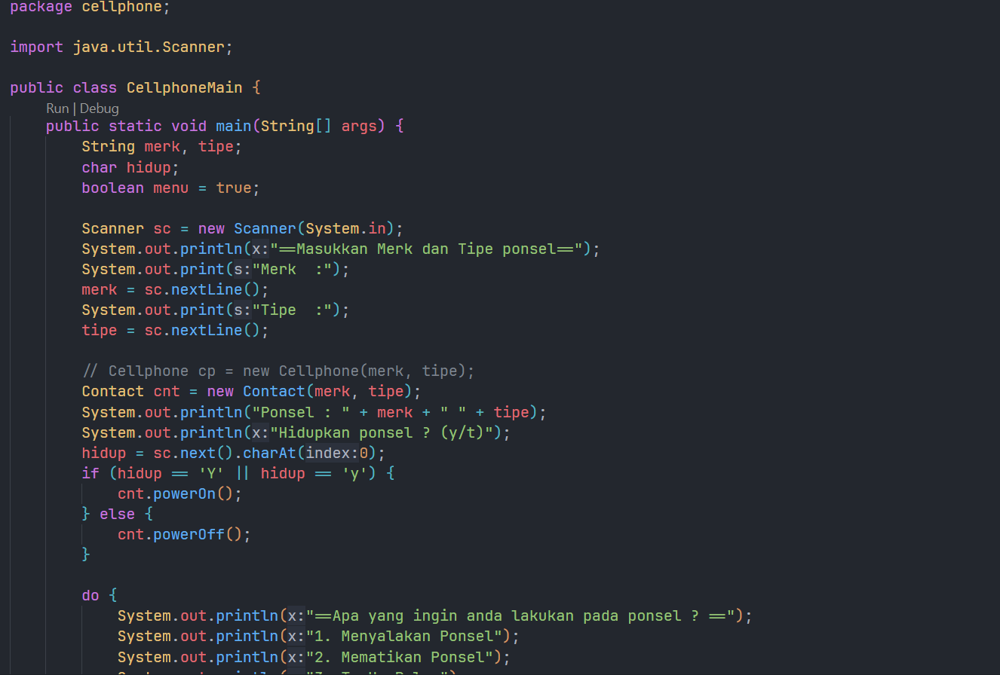 package cellphone;
import java.util.Scanner;
public class CellphoneMain {
Run | Debug
public static void main(String[] args) {
String merk, tipe;
char hidup;
boolean menu = true;
Scanner sc = new Scanner(System.in);
System.out.println(x:"==Masukkan Merk dan Tipe ponsel==");
System.out.print(s:"Merk  :");
merk = sc.nextLine();
System.out.print(s:"Tipe  :");
tipe = sc.nextLine();
// Cellphone cp = new Cellphone(merk, tipe);
Contact cnt = new Contact(merk, tipe);
System.out.println("Ponsel : " + merk + " " + tipe);
System.out.println(x:"Hidupkan ponsel ? (y/t)");
hidup = sc.next().charAt(index:0);
if (hidup == 'Y' || hidup == 'y') {
cnt.powerOn();
} else {
cnt.powerOff();
}
do {
System.out.println(x:"==Apa yang ingin anda lakukan pada ponsel ? ==");
System.out.println(x:"1. Menyalakan Ponsel");
System.out.println(x:"2. Mematikan Ponsel");